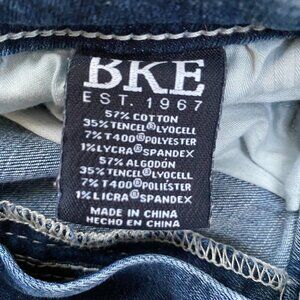 BKE
EST. 1967
57% COTTON
35% TENCEL®LYOCELL
7% T400®POLYESTER
1%LYCRA®SPANDEX
57% ALGODÓN
35% TENCEL®LYOCELL
7% T400®POLIÉSTER
1% LICRA®SPANDEX
MADE IN CHINA
HECHO EN CHINA